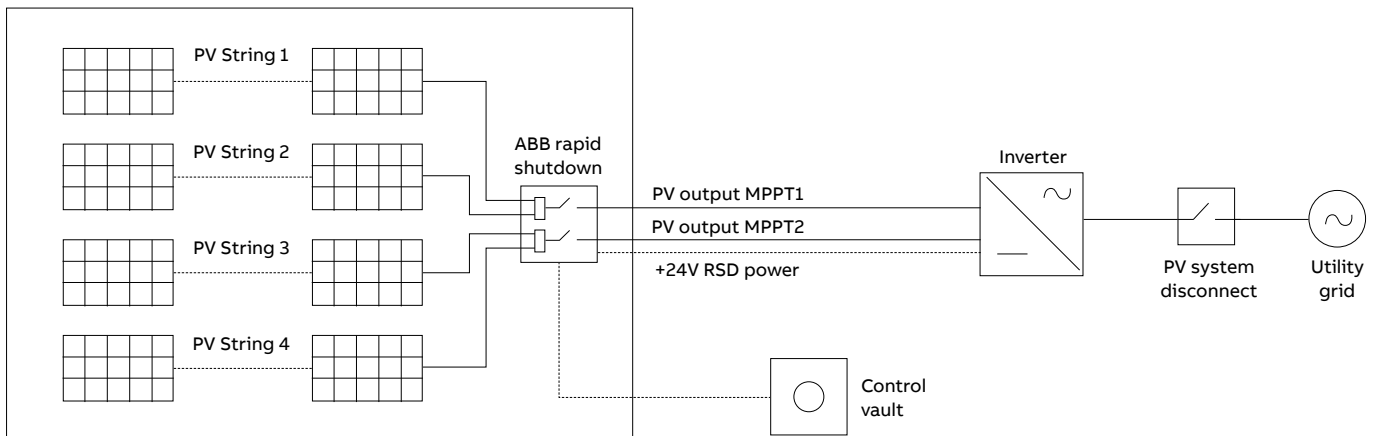 PV String 1
PV String 2
PV String 3
PV String 4
ABB rapid
shutdown
PV output MPPT1
PV output MPPT2
+24V RSD power
Inverter
PV system
disconnect
Utility
grid
Control
vault